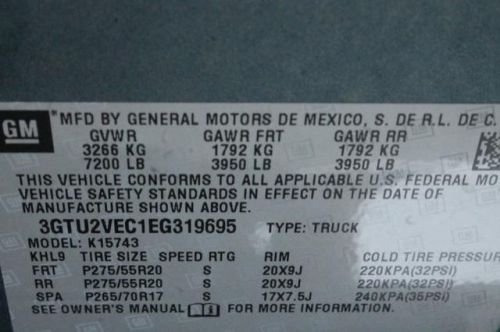 GM
MFD BY GENERAL MOTORS DE MEXICO, S. DE R.L. DE C.
GVWR GAWR FRT GAWR RR
3266 KG 1792 KG 1792 KG
7200 LB 3950 LB 3950 LB
THIS VEHICLE CONFORMS TO ALL APPLICABLE U.S. FEDERAL MO
VEHICLE SAFETY STANDARDS IN EFFECT ON THE DATE OF
MANUFACTURE SHOWN ABOVE.
3GTU2VEC1EG319695 TYPE: TRUCK
MODEL: K15743
KHL9 TIRE SIZE SPEED RTG RIM COLD TIRE PRESSUR
FRT P275/55R20 S 20X9J 220KPA(32PSI)
RR P275/55R20 S 20X9J 220KPA(32PSI)
SPA P265/70R17 S 17X7.5J 240KPA(35PSI)
SEE OWNER'S MANUAL FOR MORE INFORMATION.